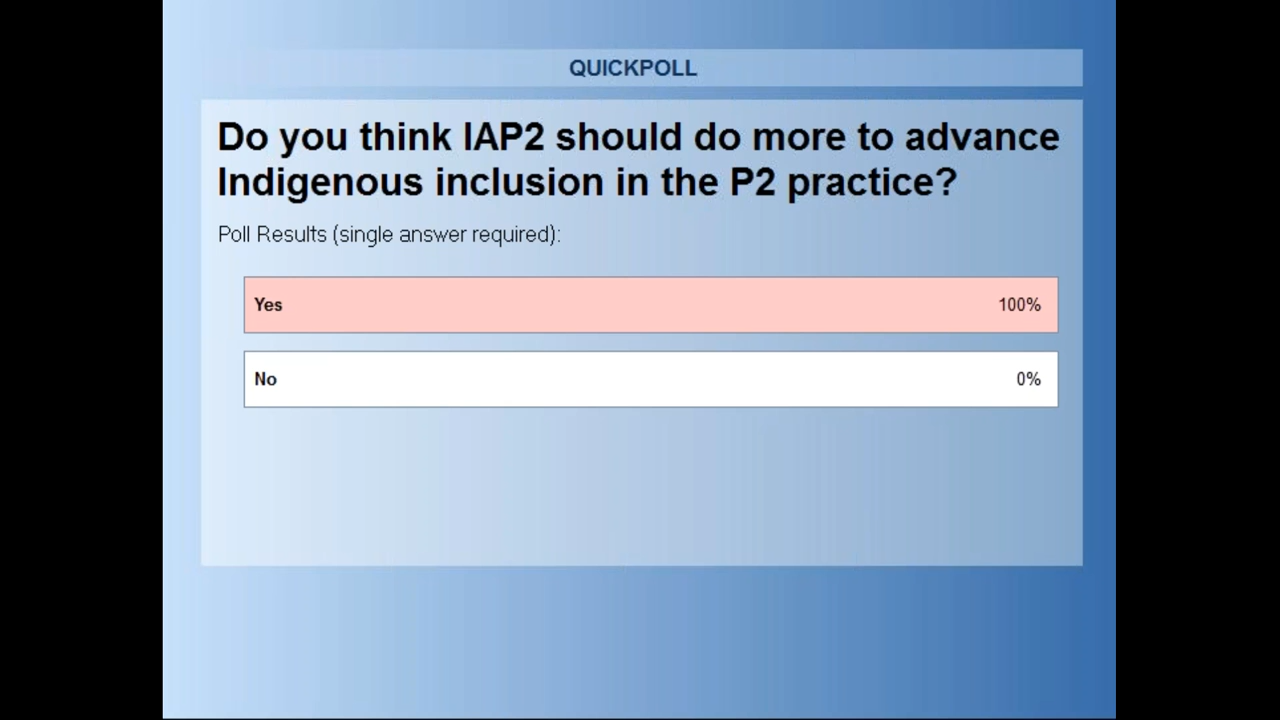 QUICKPOLL
Do you think IAP2 should do more to advance
Indigenous inclusion in the P2 practice?
Poll Results (single answer required):
Yes 100%
No 0%